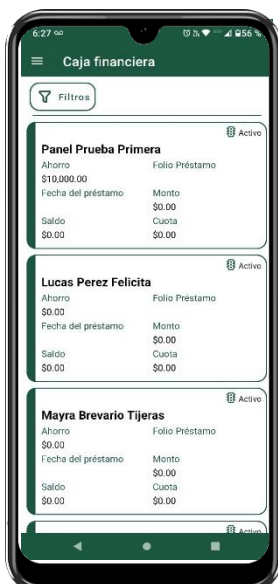 6:27 56 %
Caja financiera
Filtros
Activo
Panel Prueba Primera
Ahorro Folio Préstamo
$10,000.00
Fecha del préstamo Monto
$0.00
Saldo Cuota
$0.00 $0.00
Activo
Lucas Perez Felicita
Ahorro Folio Préstamo
$0.00
Fecha del préstamo Monto
$0.00
Saldo Cuota
$0.00 $0.00
Activo
Mayra Brevario Tijeras
Ahorro Folio Préstamo
$0.00
Fecha del préstamo Monto
$0.00
Saldo Cuota
$0.00 $0.00
Activo